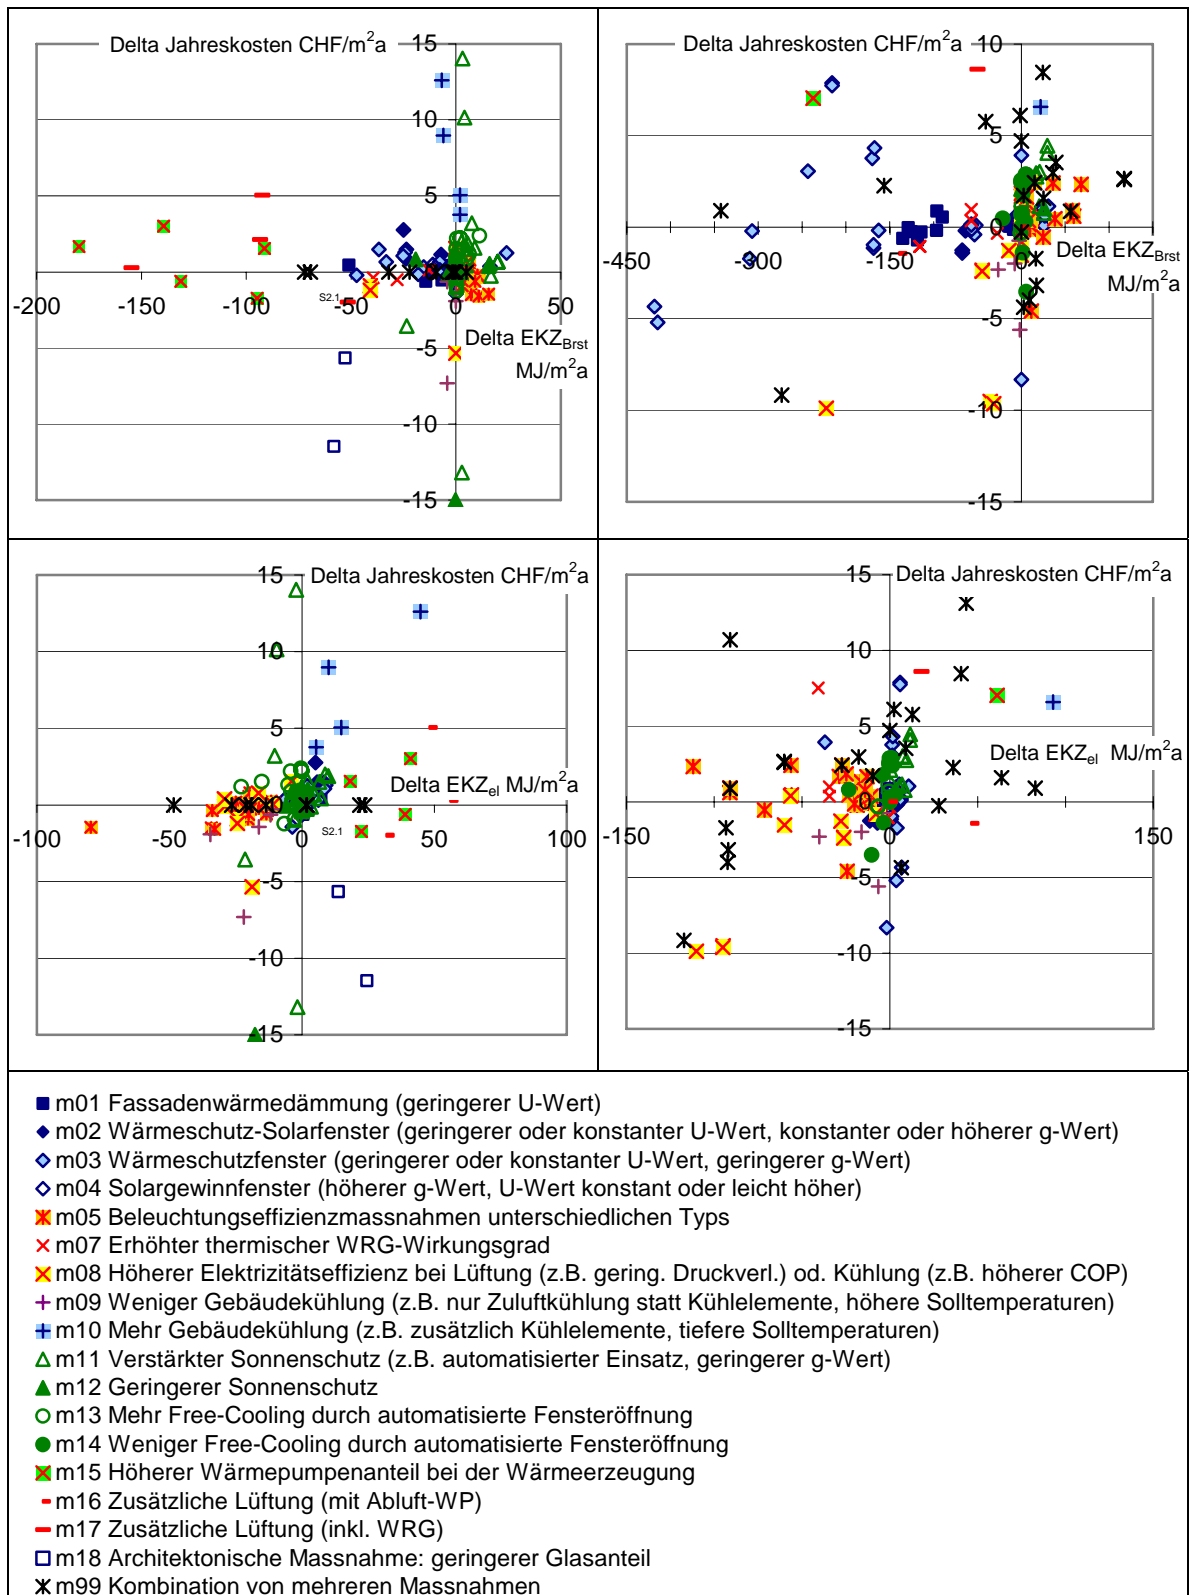 Delta Jahreskosten CHF/m²a
15
10
5
0
-5
-10
-15
-200
-150
-100
-50
0
50
S2.1
Delta EKZBrst
MJ/m²a
Delta Jahreskosten CHF/m²a
10
5
0
-5
-10
-15
-450
-300
-150
0
Delta EKZBrst
MJ/m²a
Delta Jahreskosten CHF/m²a
15
10
5
0
-5
-10
-15
-100
-50
0
50
100
S2.1
Delta EKZel MJ/m²a
Delta Jahreskosten CHF/m²a
15
10
5
0
-5
-10
-15
-150
0
150
Delta EKZel MJ/m²a
m01 Fassadenwärmedämmung (geringerer U-Wert)
m02 Wärmeschutz-Solarfenster (geringerer oder konstanter U-Wert, konstanter oder höherer g-Wert)
m03 Wärmeschutzfenster (geringerer oder konstanter U-Wert, geringerer g-Wert)
m04 Solargewinnfenster (höherer g-Wert, U-Wert konstant oder leicht höher)
m05 Beleuchtungseffizienzmassnahmen unterschiedlichen Typs
m07 Erhöhter thermischer WRG-Wirkungsgrad
m08 Höherer Elektrizitätseffizienz bei Lüftung (z.B. gering. Druckverl.) od. Kühlung (z.B. höherer COP)
m09 Weniger Gebäudekühlung (z.B. nur Zuluftkühlung statt Kühlelemente, höhere Solltemperaturen)
m10 Mehr Gebäudekühlung (z.B. zusätzlich Kühlelemente, tiefere Solltemperaturen)
m11 Verstärkter Sonnenschutz (z.B. automatisierter Einsatz, geringerer g-Wert)
m12 Geringerer Sonnenschutz
m13 Mehr Free-Cooling durch automatisierte Fensteröffnung
m14 Weniger Free-Cooling durch automatisierte Fensteröffnung
m15 Höherer Wärmepumpenanteil bei der Wärmeerzeugung
m16 Zusätzliche Lüftung (mit Abluft-WP)
m17 Zusätzliche Lüftung (inkl. WRG)
m18 Architektonische Massnahme: geringerer Glasanteil
m99 Kombination von mehreren Massnahmen